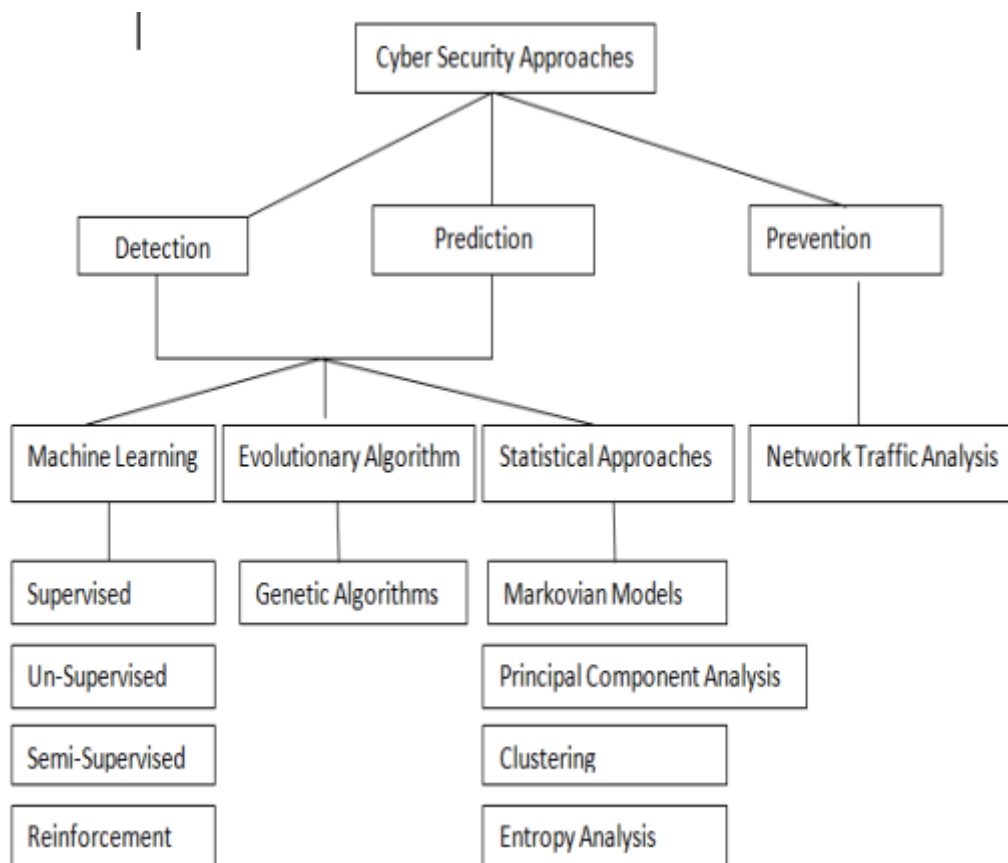 Cyber Security Approaches
Detection
Prediction
Prevention
Machine Learning
Evolutionary Algorithm
Statistical Approaches
Network Traffic Analysis
Supervised
Genetic Algorithms
Markovian Models
Un-Supervised
Principal Component Analysis
Semi-Supervised
Clustering
Reinforcement
Entropy Analysis